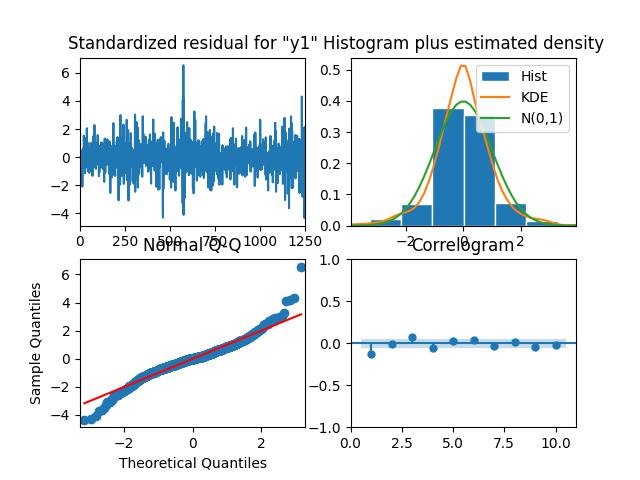 Standardized residual for "y1"
Histogram plus estimated density
6
4
2
0
−2
−4
0 250 500 750 1000 1250
0.5
0.4
0.3
0.2
0.1
0.0
−2 0 2
Hist
KDE
N(0,1)
Normal Q-Q
Correlogram
Sample Quantiles
6
4
2
0
−2
−4
−2 0 2
Theoretical Quantiles
1.0
0.5
0.0
−0.5
−1.0
0.0 2.5 5.0 7.5 10.0